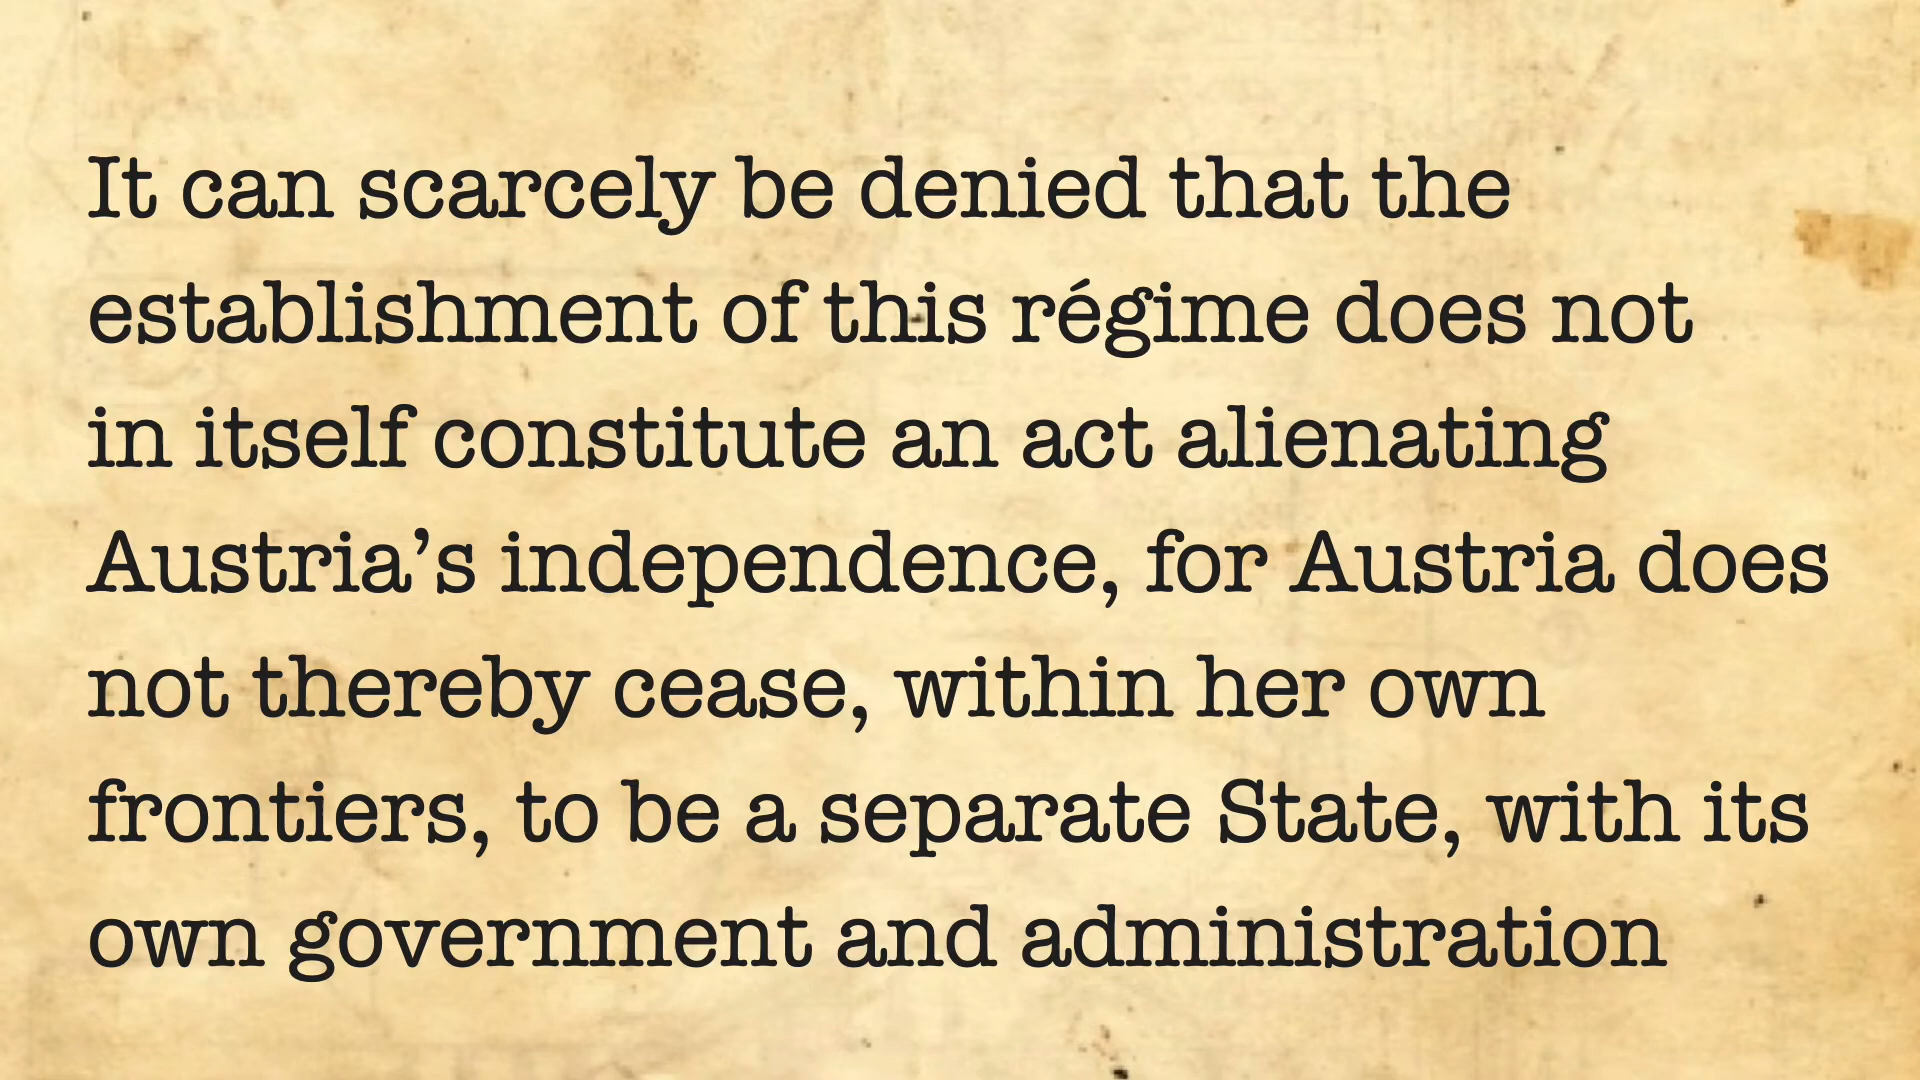 It can scarcely be denied that the
establishment of this régime does not
in itself constitute an act alienating
Austria’s independence, for Austria does
not thereby cease, within her own
frontiers, to be a separate State, with its
own government and administration